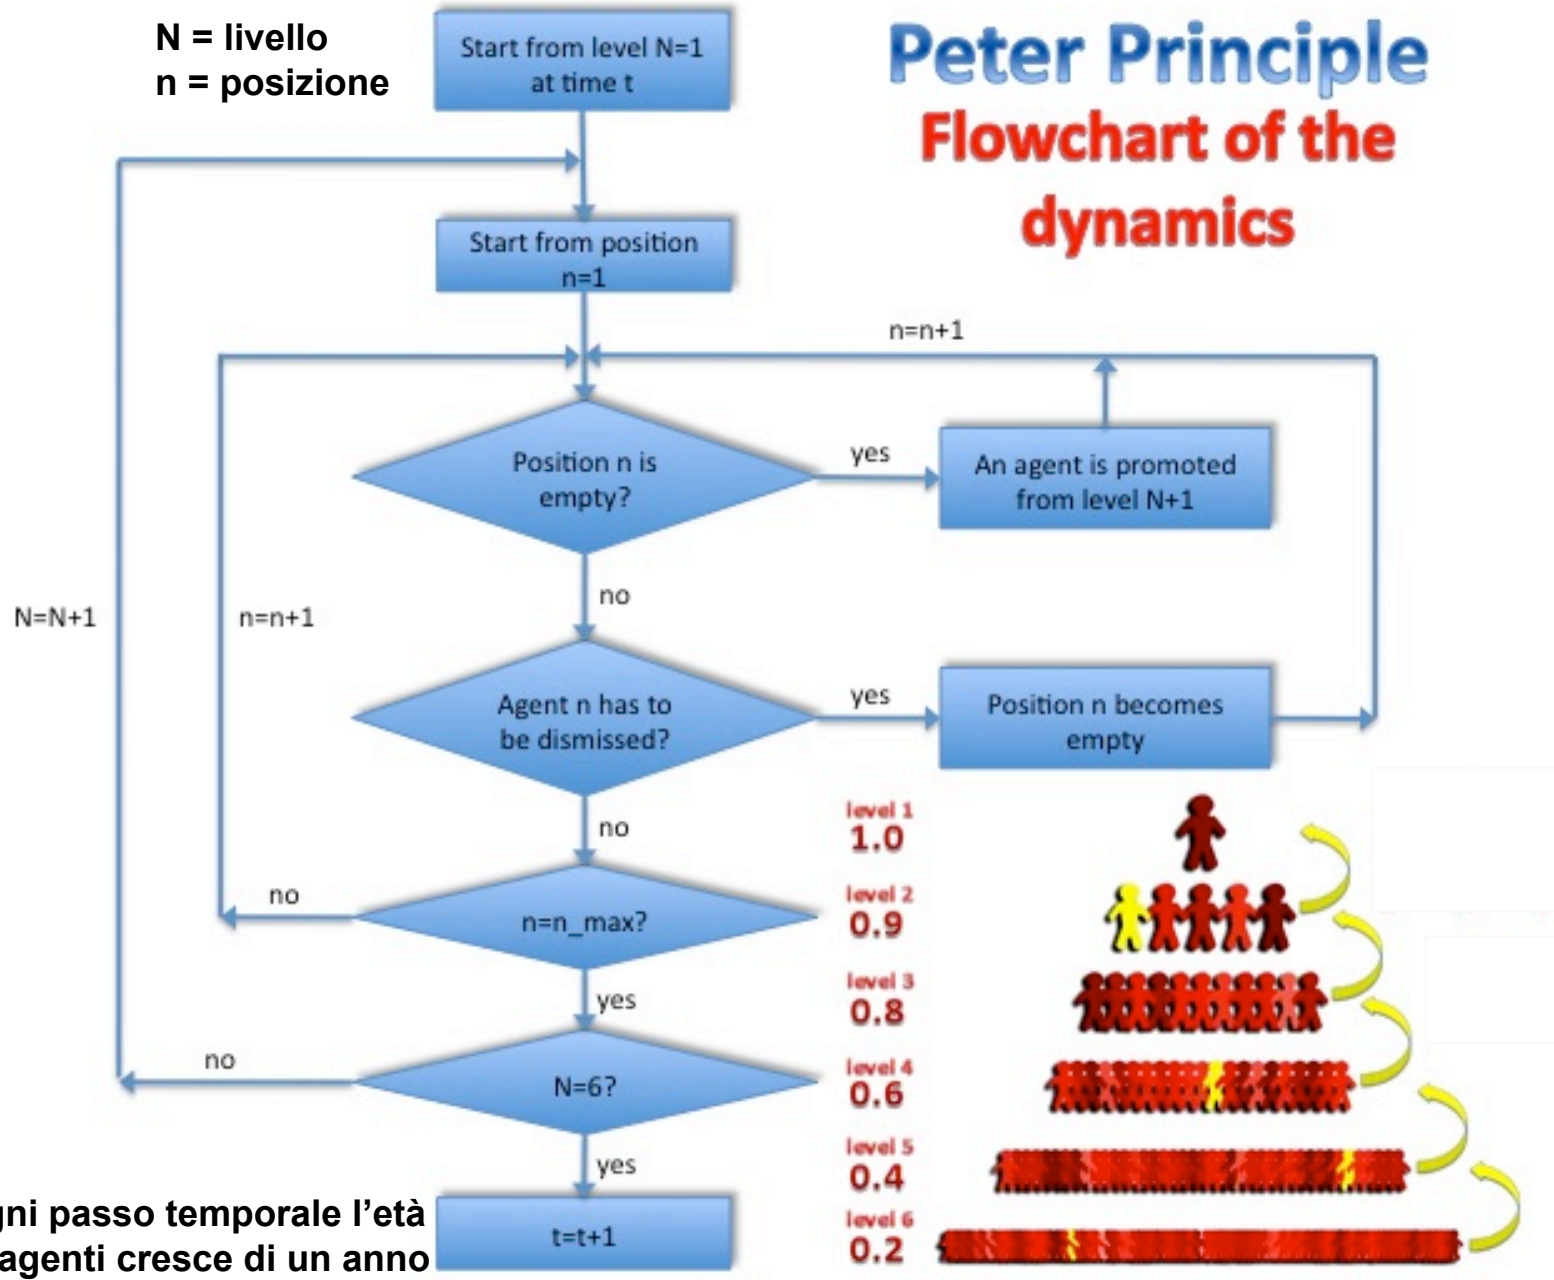 N = livello
n = posizione
Start from level N=1
at time t
Peter Principle
Flowchart of the
dynamics
Start from position
n=1
n=n+1
Position n is
empty?
yes
An agent is promoted
from level N+1
no
N=N+1
n=n+1
Agent n has to
be dismissed?
yes
Position n becomes
empty
no
n=n_max?
no
yes
N=6?
no
yes
t=t+1
level 1
1.0
level 2
0.9
level 3
0.8
level 4
0.6
level 5
0.4
level 6
0.2
gni passo temporale l'età
agenti cresce di un anno